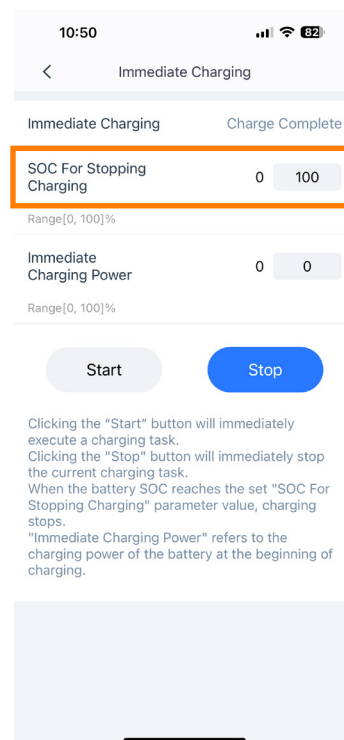 10:50
82
Immediate Charging
Immediate Charging Charge Complete
SOC For Stopping
Charging
0 100
Range[0, 100]%
Immediate
Charging Power
0 0
Range[0, 100]%
Start Stop
Clicking the "Start" button will immediately
execute a charging task.
Clicking the "Stop" button will immediately stop
the current charging task.
When the battery SOC reaches the set "SOC For
Stopping Charging" parameter value, charging
stops.
"Immediate Charging Power" refers to the
charging power of the battery at the beginning of
charging.